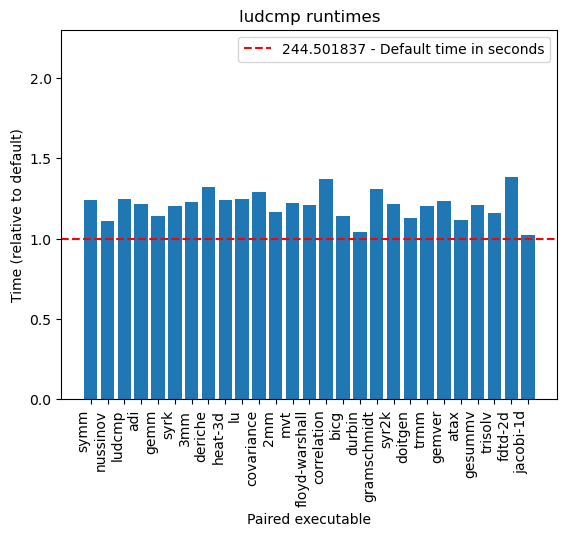 ludcmp runtimes
244.501837 - Default time in seconds
Time (relative to default)
2.0
1.5
1.0
0.5
0.0
symm
nussinov
ludcmp
adi
gemm
syrk
3mm
deriche
heat-3d
lu
covariance
2mm
mvt
floyd-warshall
correlation
bicg
durbin
gramschmidt
syr2k
doitgen
trmm
gemver
atax
gesummv
trisolv
fdtd-2d
jacobi-1d
Paired executable